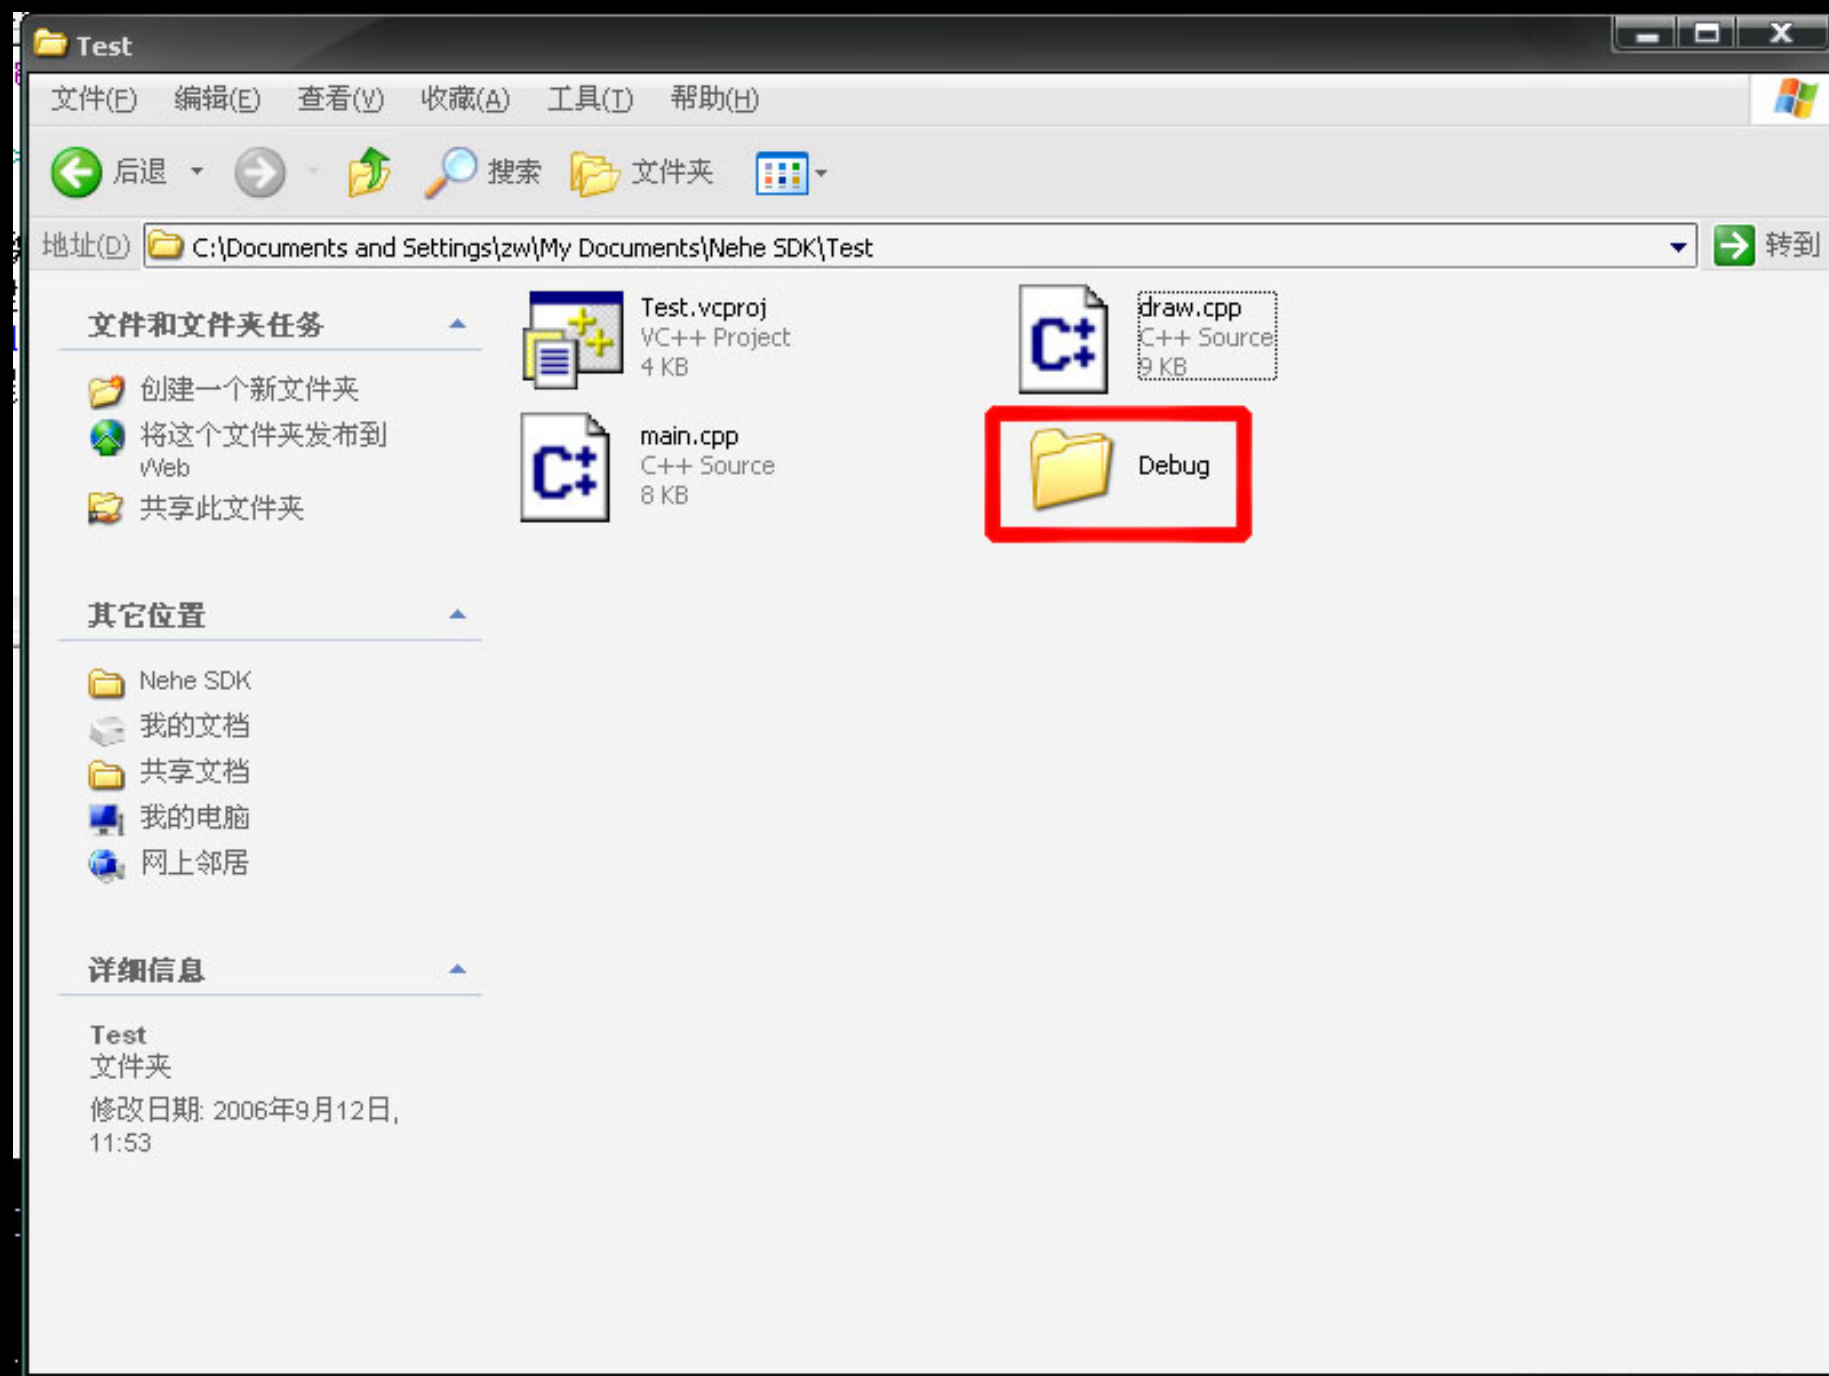 Test
文件(F) 编辑(E) 查看(V) 收藏(A) 工具(T) 帮助(H)
后退 搜索 文件夹
地址(D) C:\Documents and Settings\zw\My Documents\Nehe SDK\Test 转到
文件和文件夹任务
创建一个新文件夹
将这个文件夹发布到
Web
共享此文件夹
其它位置
Nehe SDK
我的文档
共享文档
我的电脑
网上邻居
详细信息
Test
文件夹
修改日期: 2006年9月12日,
11:53
Test.vcproj
VC++ Project
4 KB
draw.cpp
C++ Source
9 KB
main.cpp
C++ Source
8 KB
Debug